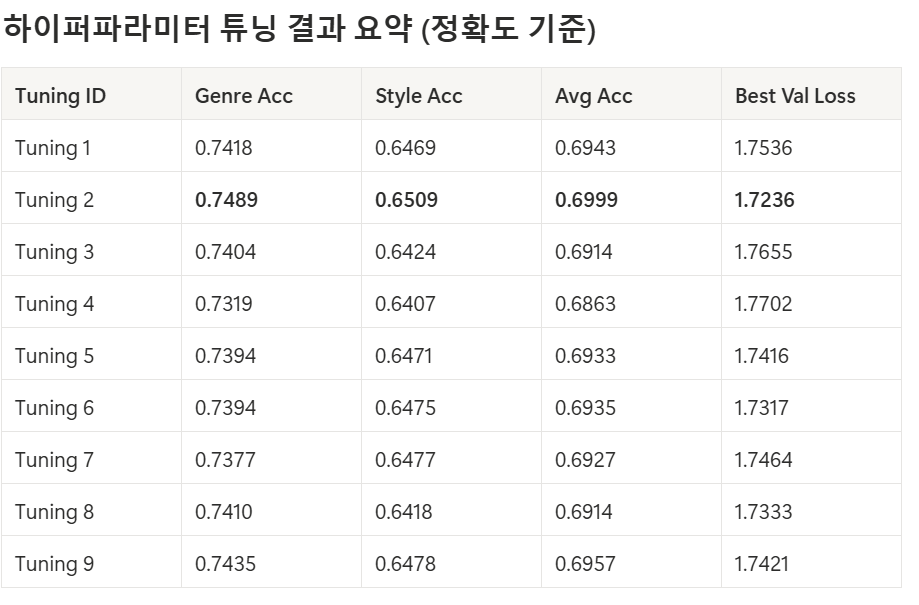 하이퍼파라미터 튜닝 결과 요약 (정확도 기준)
Tuning ID Genre Acc Style Acc Avg Acc Best Val Loss
Tuning 1 0.7418 0.6469 0.6943 1.7536
Tuning 2 0.7489 0.6509 0.6999 1.7236
Tuning 3 0.7404 0.6424 0.6914 1.7655
Tuning 4 0.7319 0.6407 0.6863 1.7702
Tuning 5 0.7394 0.6471 0.6933 1.7416
Tuning 6 0.7394 0.6475 0.6935 1.7317
Tuning 7 0.7377 0.6477 0.6927 1.7464
Tuning 8 0.7410 0.6418 0.6914 1.7333
Tuning 9 0.7435 0.6478 0.6957 1.7421